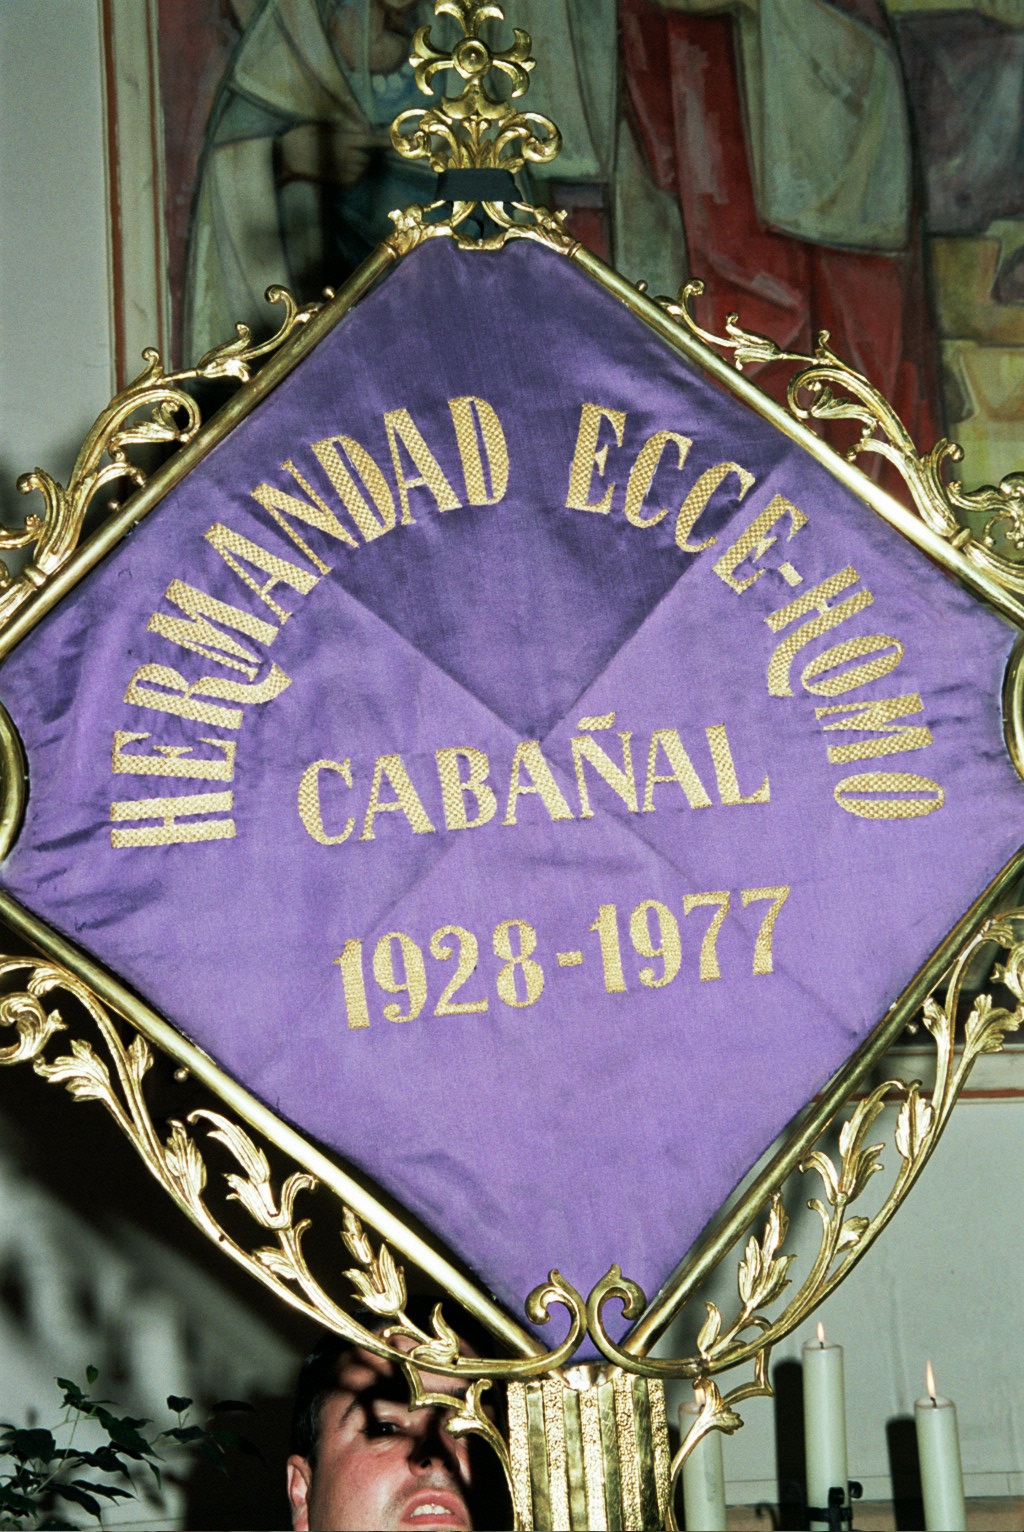 HERMANDAD ECCE-HOMO
CABAÑAL
1928-1977